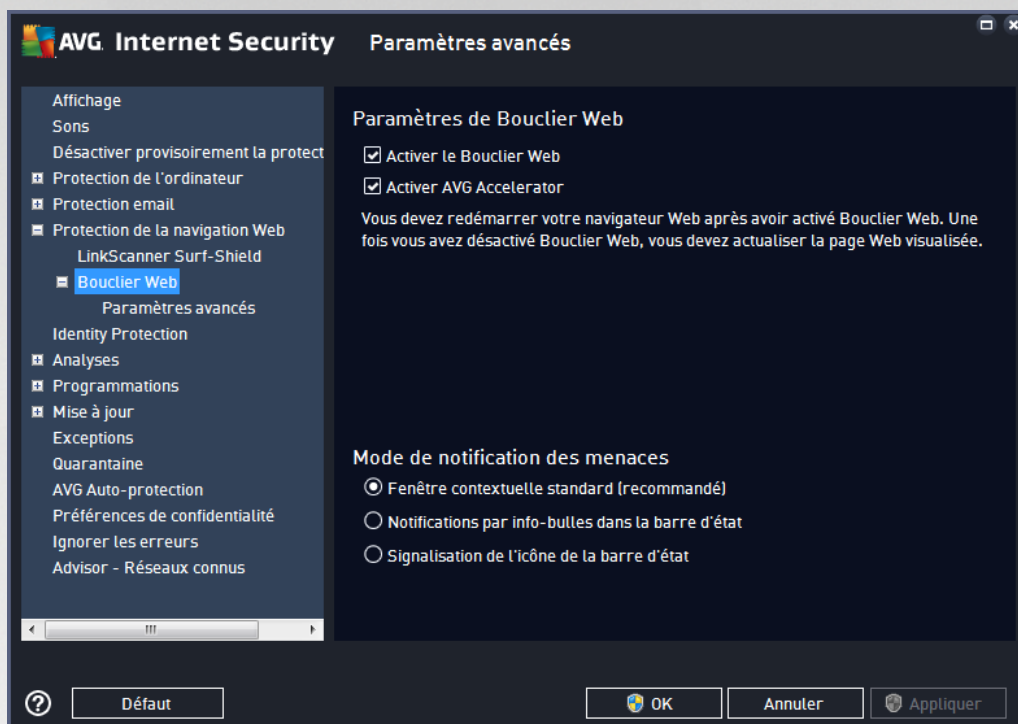 AVG. Internet Security
Paramètres avancés
Affichage
Sons
Désactiver provisoirement la protect
Protection de l'ordinateur
Protection email
Protection de la navigation Web
LinkScanner Surf-Shield
Bouclier Web
Paramètres avancés
Identity Protection
Analyses
Programmations
Mise à jour
Exceptions
Quarantaine
AVG Auto-protection
Préférences de confidentialité
Ignorer les erreurs
Advisor - Réseaux connus
Paramètres de Bouclier Web
Activer le Bouclier Web
Activer AVG Accelerator
Vous devez redémarrer votre navigateur Web après avoir activé Bouclier Web. Une
fois vous avez désactivé Bouclier Web, vous devez actualiser la page Web visualisée.
Mode de notification des menaces
Fenêtre contextuelle standard (recommandé)
Notifications par info-bulles dans la barre d'état
Signalisation de l'icône de la barre d'état
?
Défaut
OK
Annuler
Appliquer